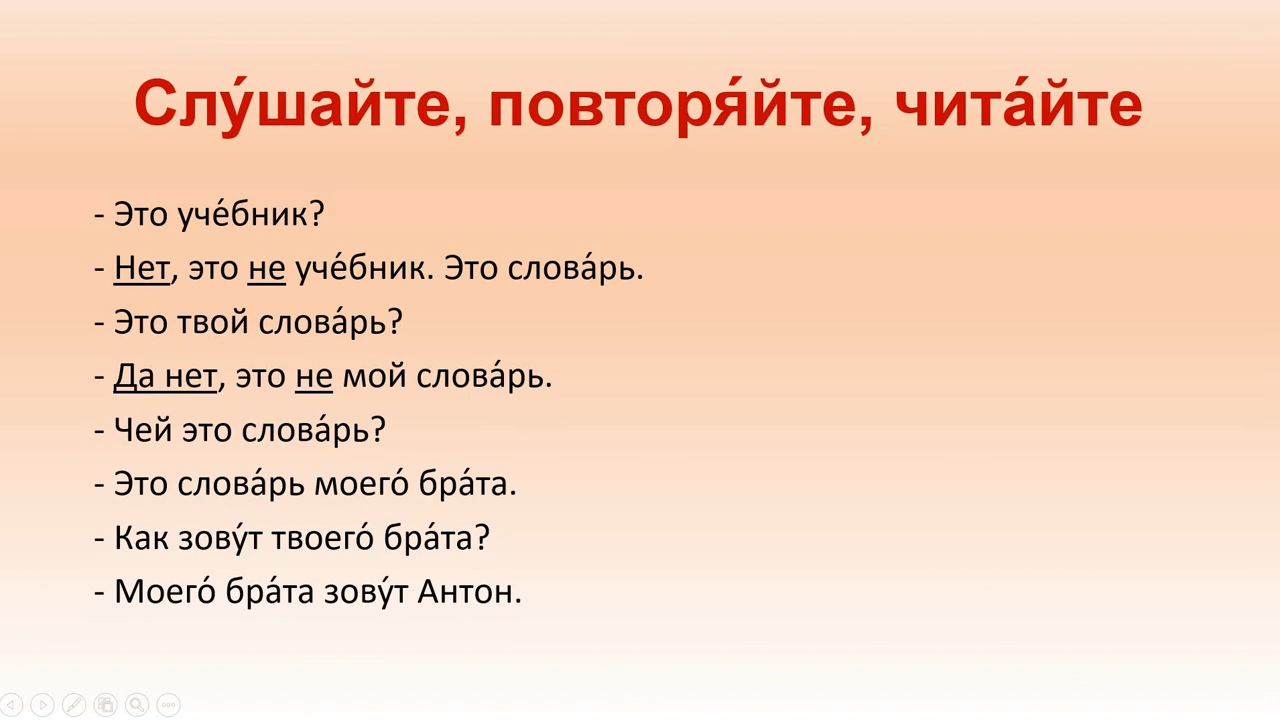 Слу́шайте, повторя́йте, чита́йте
- Это уче́бник?
- Нет, это не уче́бник. Это слова́рь.
- Это твой слова́рь?
- Да нет, это не мой слова́рь.
- Чей это слова́рь?
- Это слова́рь моего́ бра́та.
- Как зову́т твоего́ бра́та?
- Моего́ бра́та зову́т Антон.